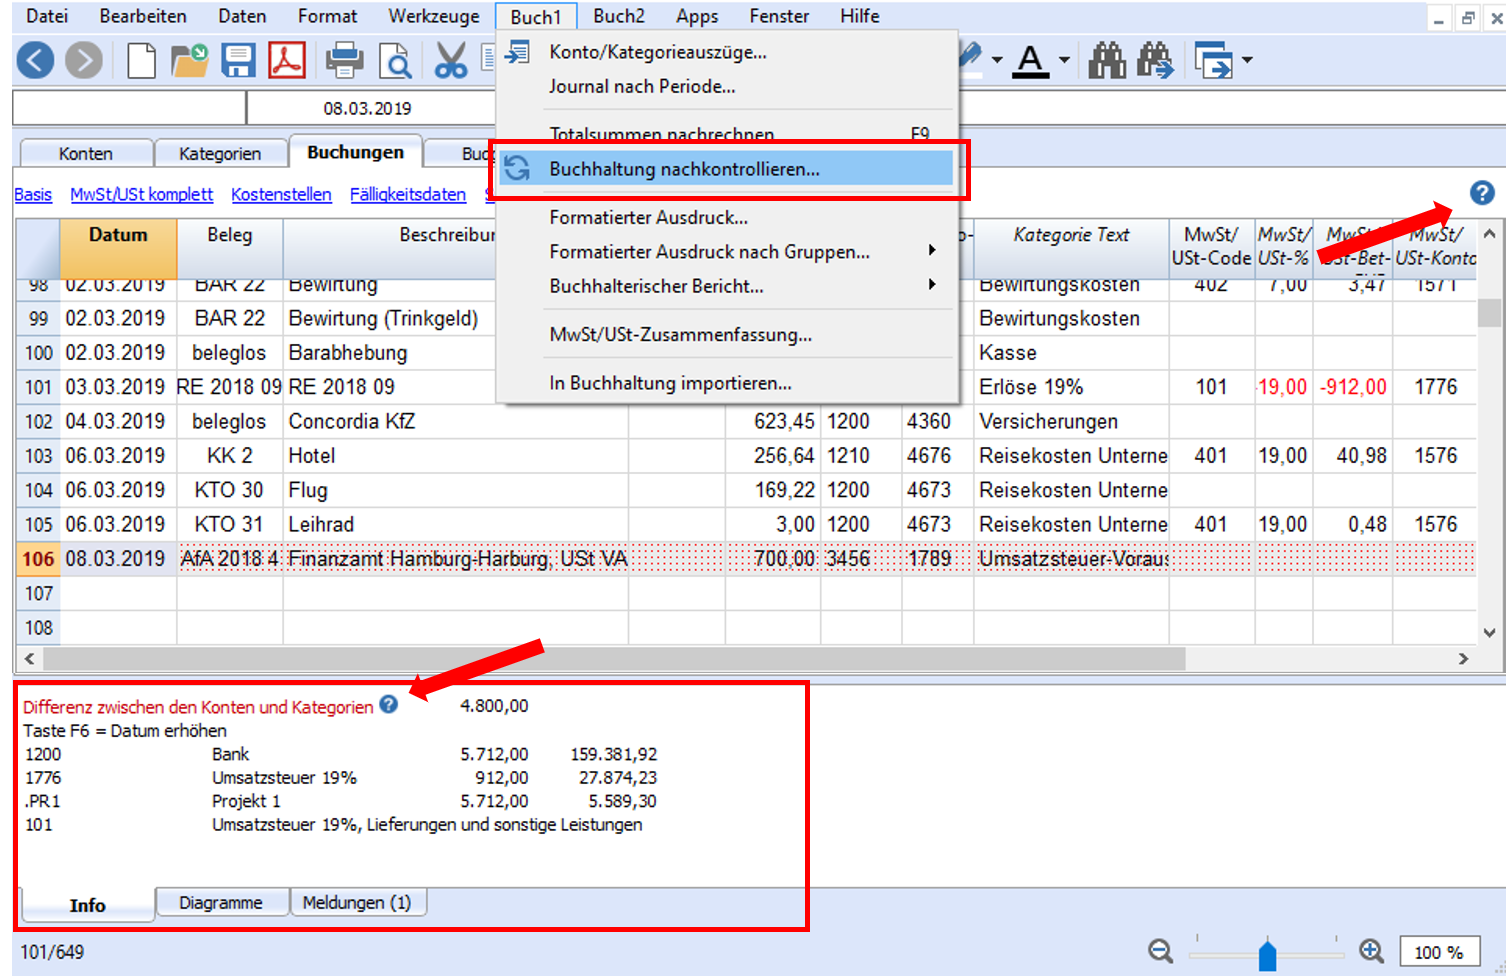 Datei Bearbeiten Daten Format Werkzeuge Buch1 Buch2 Apps Fenster Hilfe
Konto/Kategorieauszüge...
Journal nach Periode...
08.03.2019
Totalsummen nachrechnen F9
Buchhaltung nachkontrollieren...
Formatierter Ausdruck...
Formatierter Ausdruck nach Gruppen...
Buchhalterischer Bericht...
MwSt/USt-Zusammenfassung...
In Buchhaltung importieren...
Konten Kategorien Buchungen
Basis MwSt/USt komplett Kostenstellen Fälligkeitsdaten
Datum Beleg Kategorie Text MwSt/ USt-Code MwSt/ USt-% MwSt/ USt-Bet- MwSt/ USt-Konto
98 02.03.2019 BAR 22 Bewirtung Bewirtungskosten 402 7,00 3,47 1571
99 02.03.2019 BAR 22 Bewirtung (Trinkgeld) Bewirtungskosten
100 02.03.2019 beleglos Barabhebung Kasse
101 03.03.2019 RE 2018 09 RE 2018 09 Erlöse 19% 101 -19,00 -912,00 1776
102 04.03.2019 beleglos Concordia KfZ 623,45 1200 4360 Versicherungen
103 06.03.2019 KK 2 Hotel 256,64 1210 4676 Reisekosten Unterne 401 19,00 40,98 1576
104 06.03.2019 KTO 30 Flug 169,22 1200 4673 Reisekosten Unterne
105 06.03.2019 KTO 31 Leihrad 3,00 1200 4673 Reisekosten Unterne 401 19,00 0,48 1576
106 08.03.2019 AfA 2018 4 Finanzamt Hamburg-Harburg, USt VA 700,00 3456 1789 Umsatzsteuer-Voraus
107
108
Differenz zwischen den Konten und Kategorien 4.800,00
Taste F6 = Datum erhöhen
1200 Bank 5.712,00 159.381,92
1776 Umsatzsteuer 19% 912,00 27.874,23
.PR1 Projekt 1 5.712,00 5.589,30
101 Umsatzsteuer 19%, Lieferungen und sonstige Leistungen
Info Diagramme Meldungen (1)
101/649 100 %